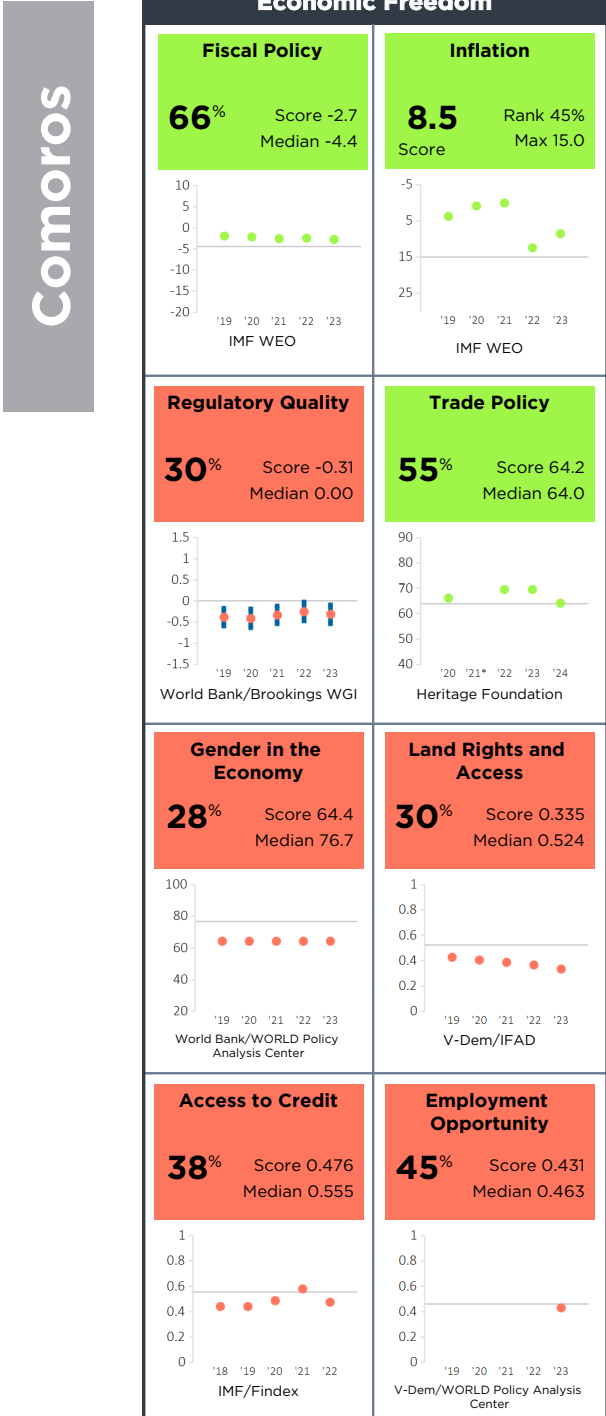 Comoros
Economic Freedom
Fiscal Policy
66%
Score -2.7
Median -4.4
10
5
0
-5
-10
-15
-20
'19 '20 '21 '22 '23
IMF WEO
Inflation
8.5
Score
Rank 45%
Max 15.0
-5
5
15
25
'19 '20 '21 '22 '23
IMF WEO
Regulatory Quality
30%
Score -0.31
Median 0.00
1.5
1
0.5
0
-0.5
-1
-1.5
'19 '20 '21 '22 '23
World Bank/Brookings WGI
Trade Policy
55%
Score 64.2
Median 64.0
90
80
70
60
50
40
'20 '21* '22 '23 '24
Heritage Foundation
Gender in the
Economy
28%
Score 64.4
Median 76.7
100
80
60
40
20
'19 '20 '21 '22 '23
World Bank/WORLD Policy
Analysis Center
Land Rights and
Access
30%
Score 0.335
Median 0.524
1
0.8
0.6
0.4
0.2
0
'19 '20 '21 '22 '23
V-Dem/IFAD
Access to Credit
38%
Score 0.476
Median 0.555
1
0.8
0.6
0.4
0.2
0
'18 '19 '20 '21 '22
IMF/Findex
Employment
Opportunity
45%
Score 0.431
Median 0.463
1
0.8
0.6
0.4
0.2
0
'19 '20 '21 '22 '23
V-Dem/WORLD Policy Analysis
Center